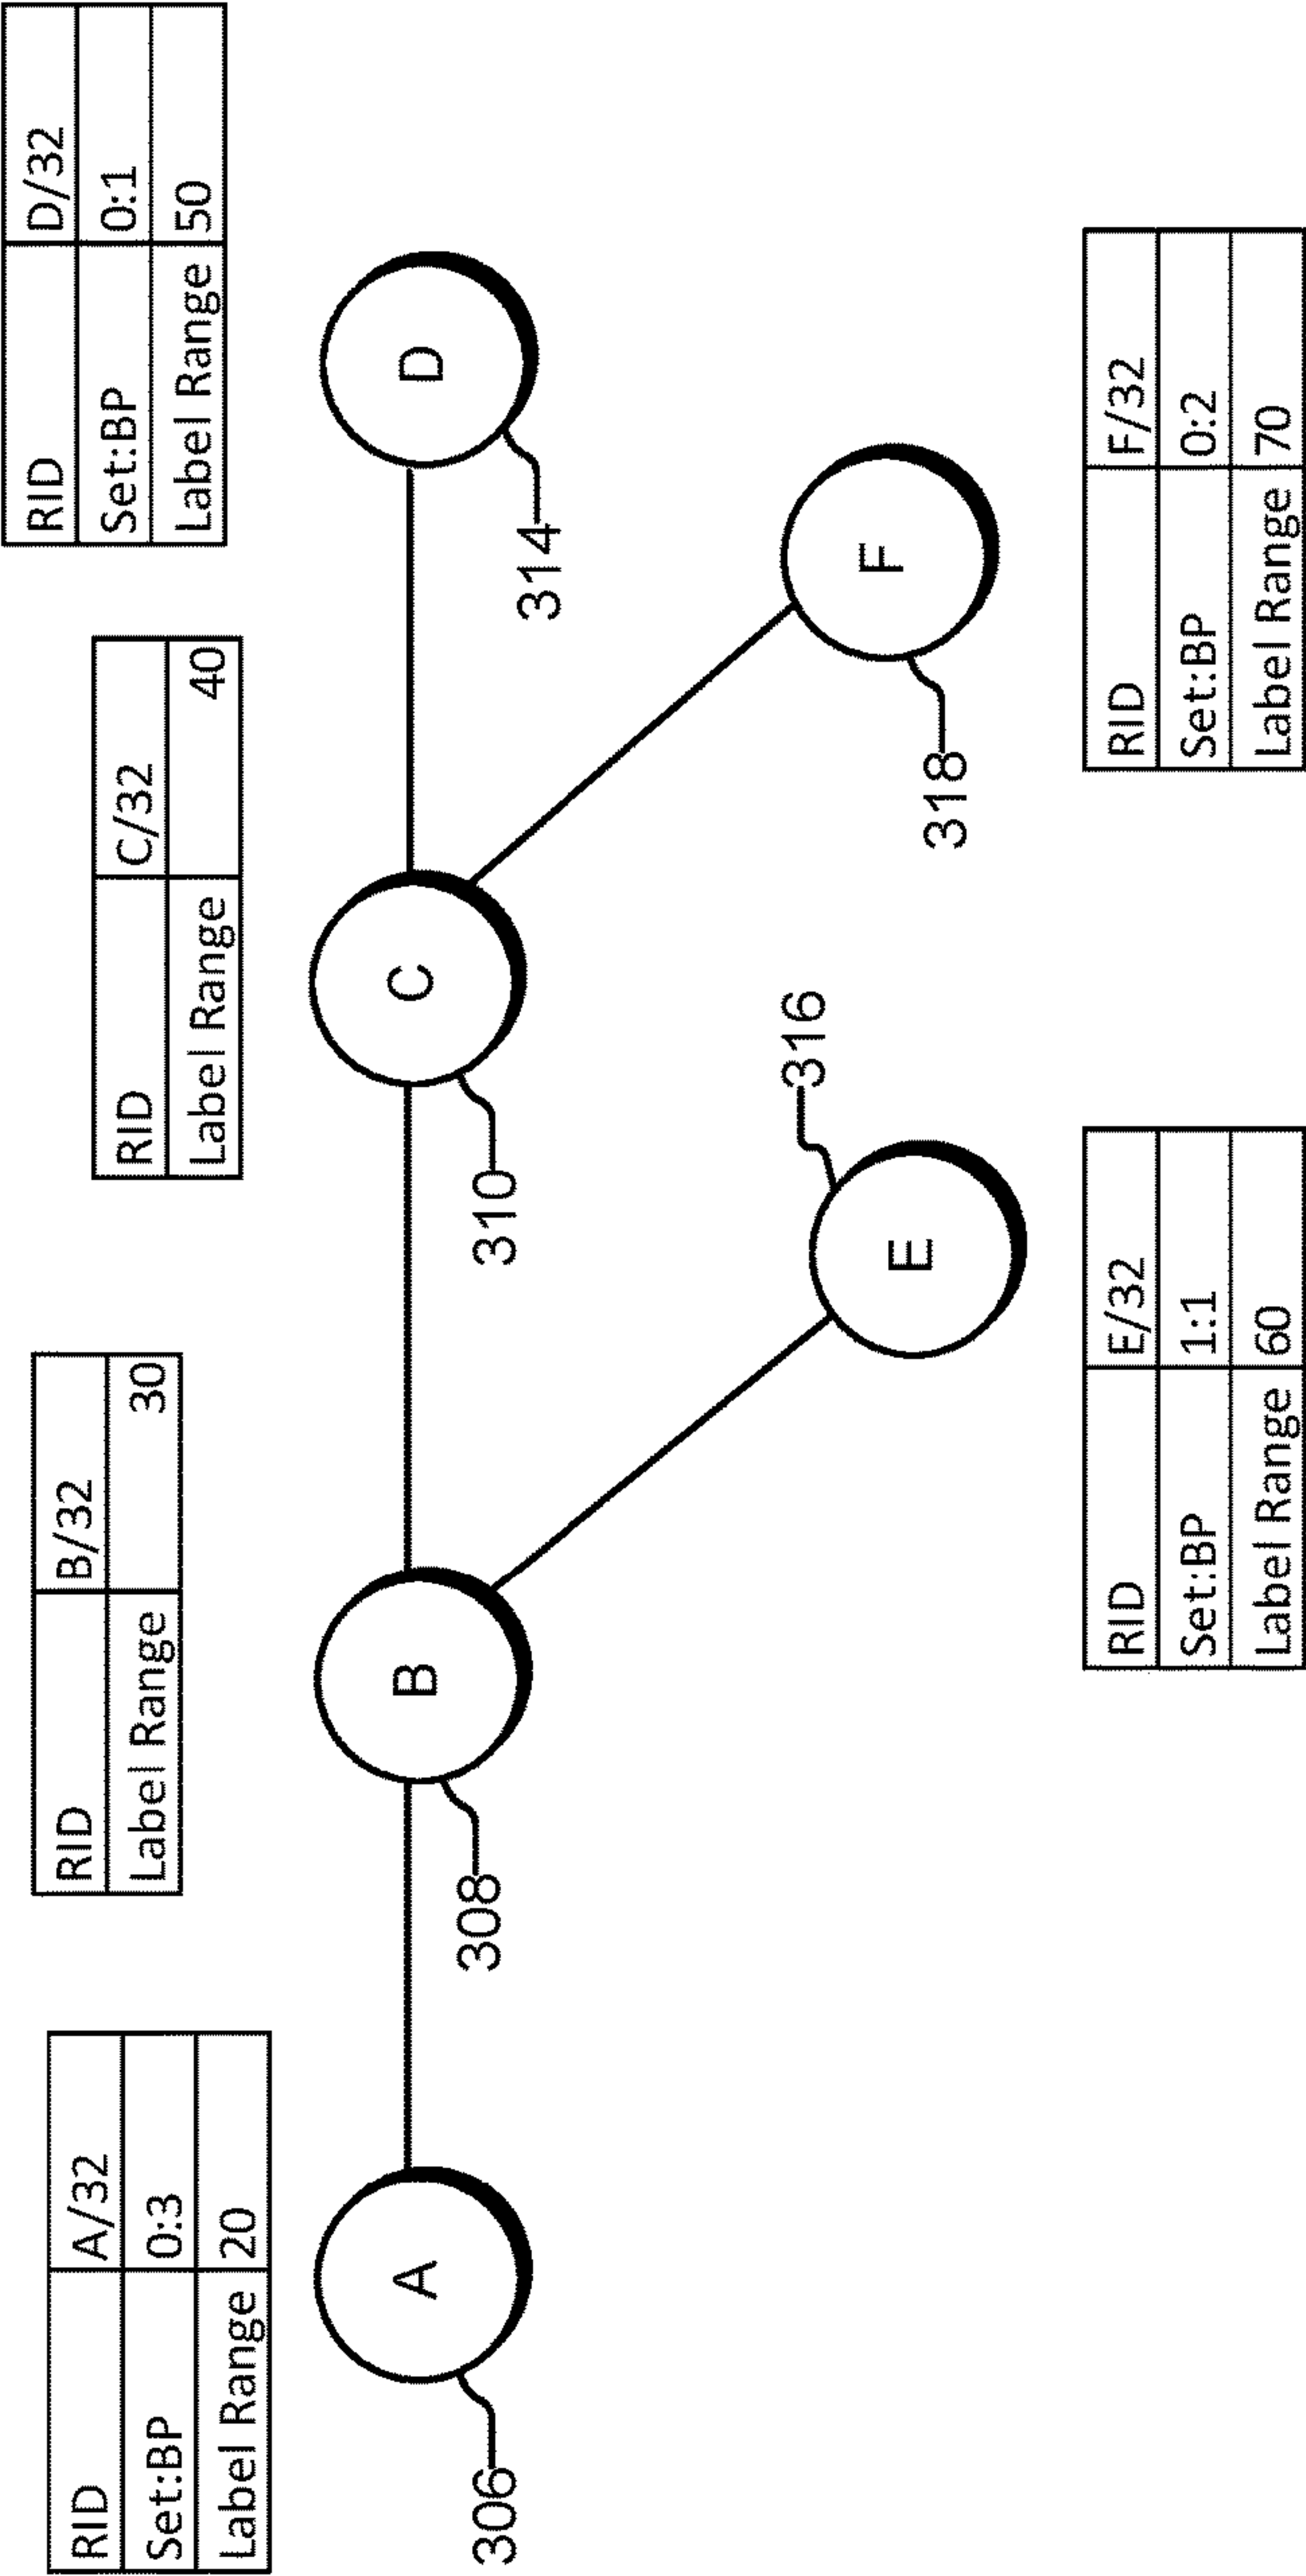 RID A/32
Set:BP 0:3
Label Range 20
RID B/32
Label Range 30
RID C/32
Label Range 40
RID D/32
Set:BP 0:1
Label Range 50
A
B
C
D
306
308
310
314
316
E
F
318
RID E/32
Set:BP 1:1
Label Range 60
RID F/32
Set:BP 0:2
Label Range 70